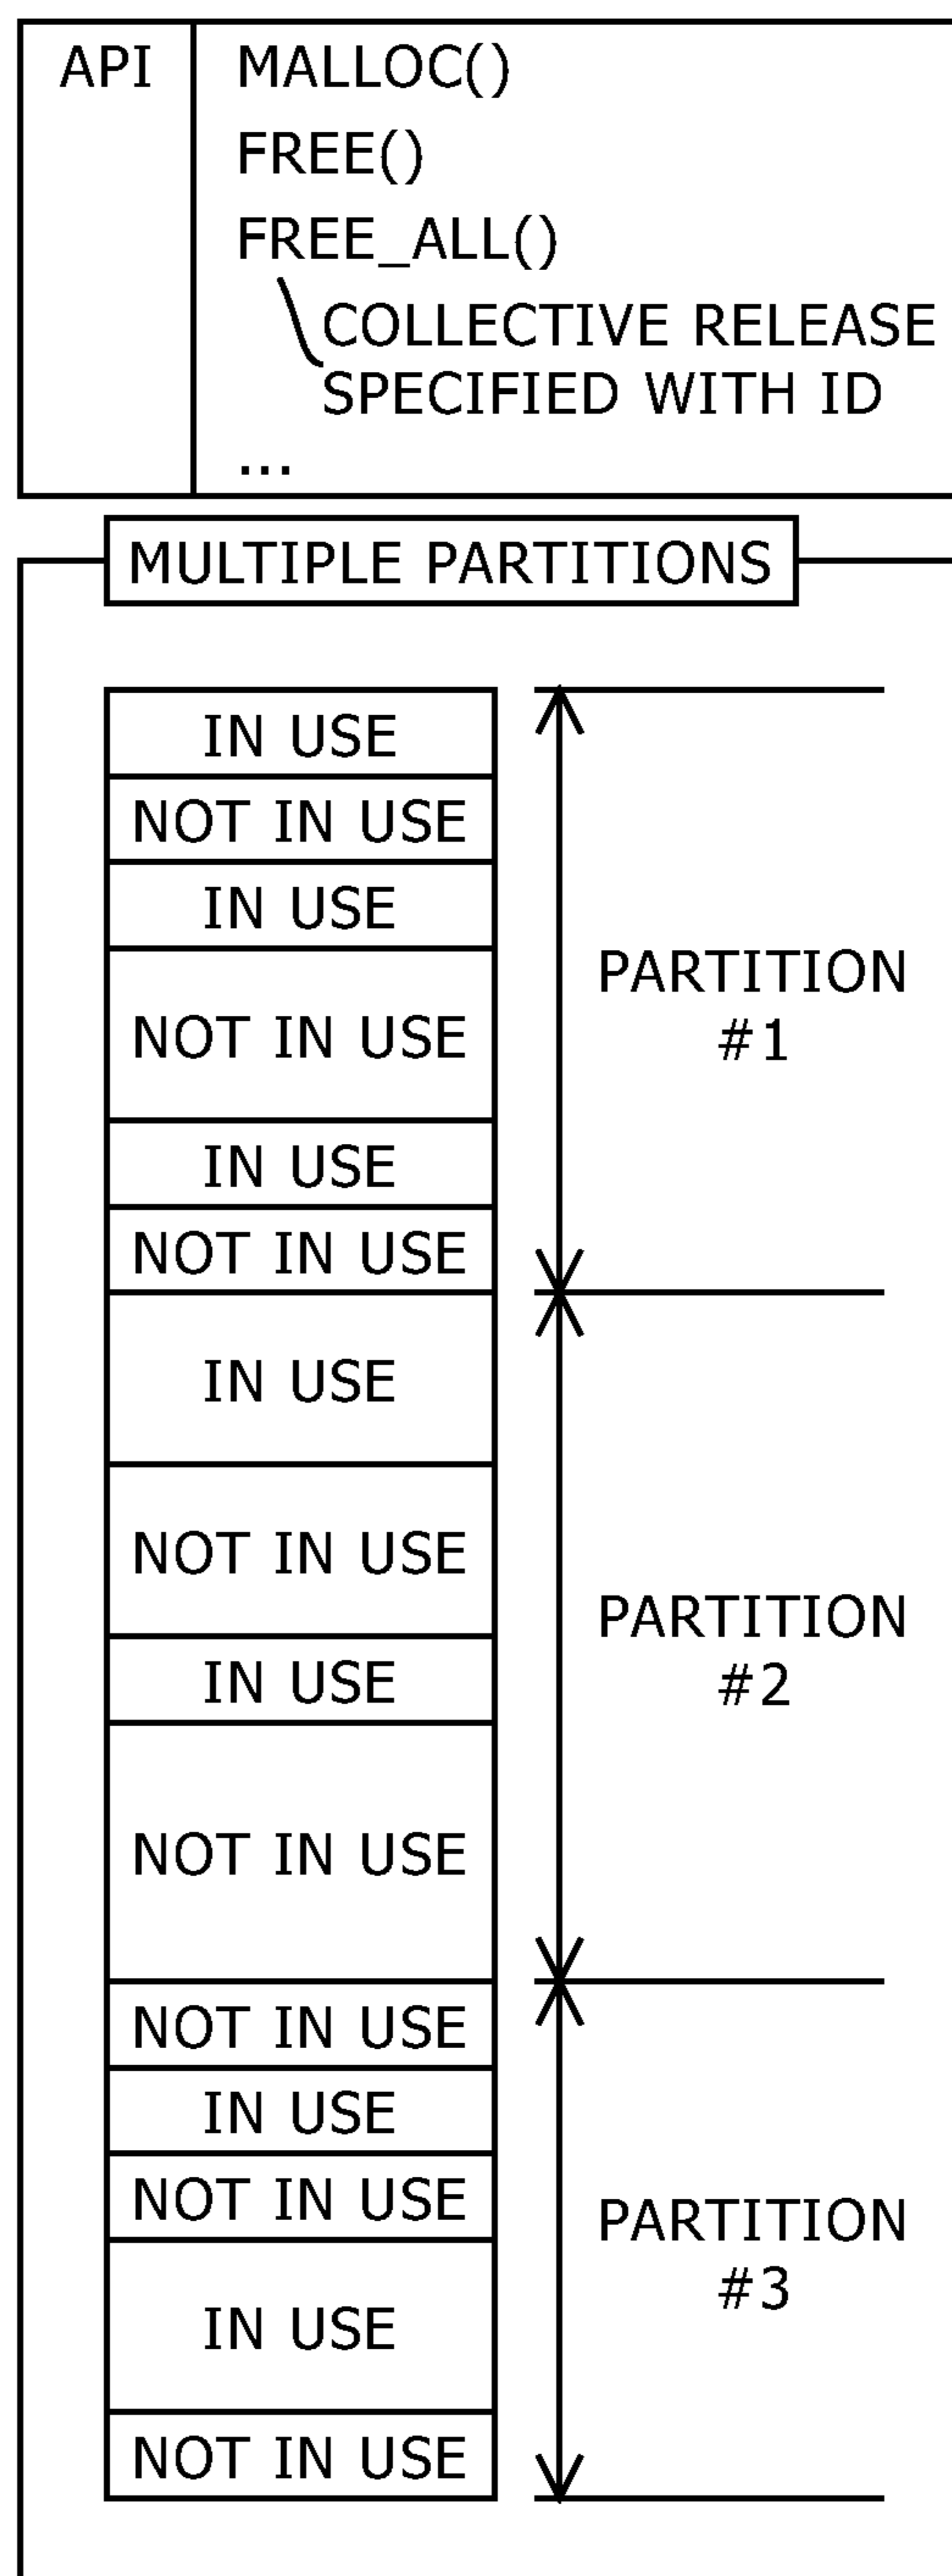 API
MALLOC()
FREE()
FREE_ALL()
COLLECTIVE RELEASE
SPECIFIED WITH ID
...
MULTIPLE PARTITIONS
IN USE
NOT IN USE
IN USE
NOT IN USE
IN USE
NOT IN USE
PARTITION
#1
IN USE
NOT IN USE
IN USE
NOT IN USE
PARTITION
#2
NOT IN USE
IN USE
NOT IN USE
IN USE
NOT IN USE
PARTITION
#3